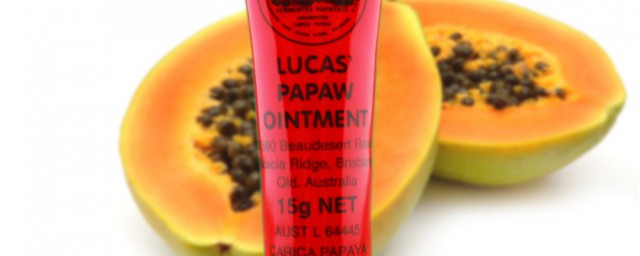 LUCAS'
PAPAW
OINTMENT
Beaudesert
Ridge,
Qld. Australia
15g NET
AUST L 64445
CARICA PAPAYA